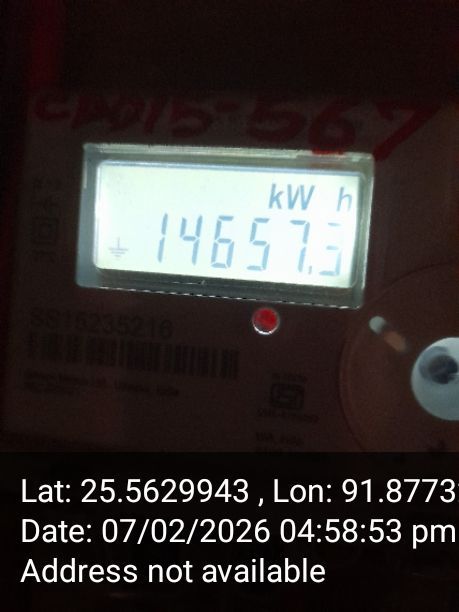 kW h
14657.3
SS16235216
Lat: 25.5629943 , Lon: 91.8773
Date: 07/02/2026 04:58:53 pm
Address not available